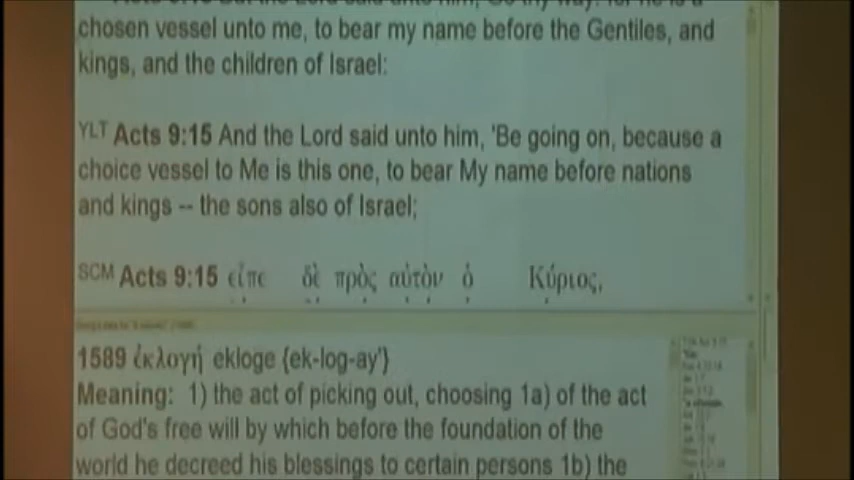 chosen vessel unto me, to bear my name before the Gentiles, and
kings, and the children of Israel:
YLT Acts 9:15 And the Lord said unto him, 'Be going on, because a
choice vessel to Me is this one, to bear My name before nations
and kings -- the sons also of Israel;
SCM Acts 9:15 εἶπε δὲ πρὸς αὐτὸν ὁ Κύριος,
1589 ἐκλογή ekloge {ek-log-ay'}
Meaning: 1) the act of picking out, choosing 1a) of the act
of God's free will by which before the foundation of the
world he decreed his blessings to certain persons 1b) the